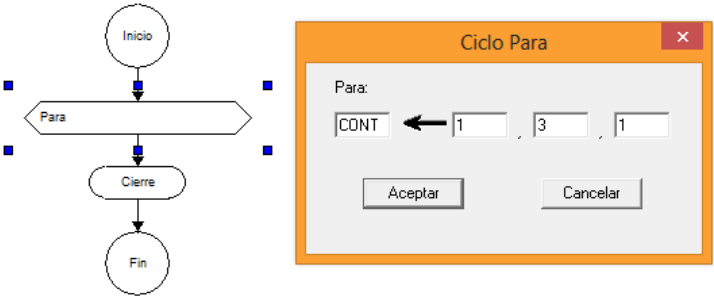 Inicio
Para
Cierre
Fin
Ciclo Para
x
Para:
CONT 1 , 3 , 1
Aceptar Cancelar